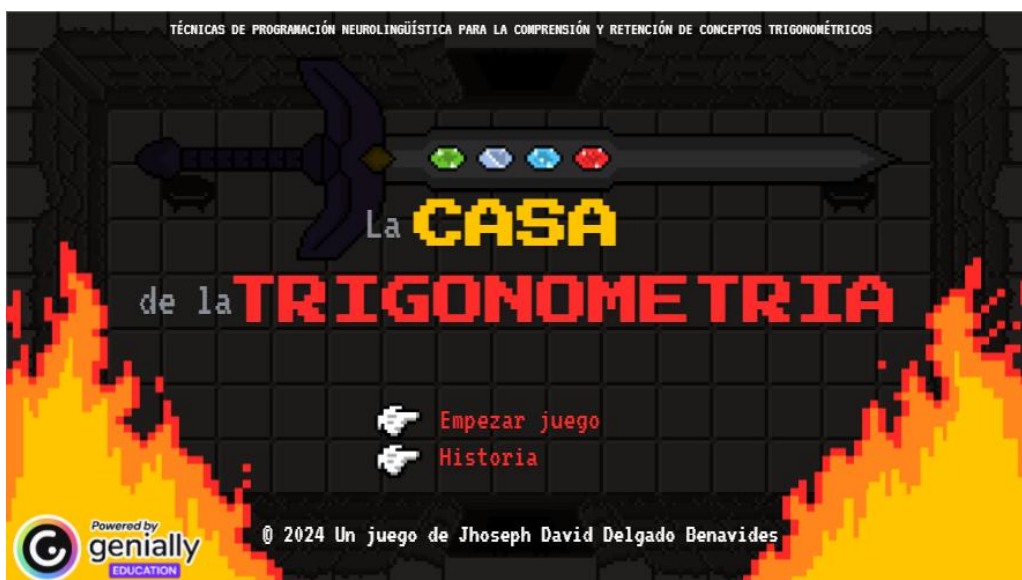 TÉCNICAS DE PROGRAMACIÓN NEUROLINGÜÍSTICA PARA LA COMPRENSIÓN Y RETENCIÓN DE CONCEPTOS TRIGONOMÉTRICOS
La CASA
de la TRIGONOMETRIA
Empezar juego
Historia
© 2024 Un juego de Jhoseph David Delgado Benavides
Powered by
genially
EDUCATION